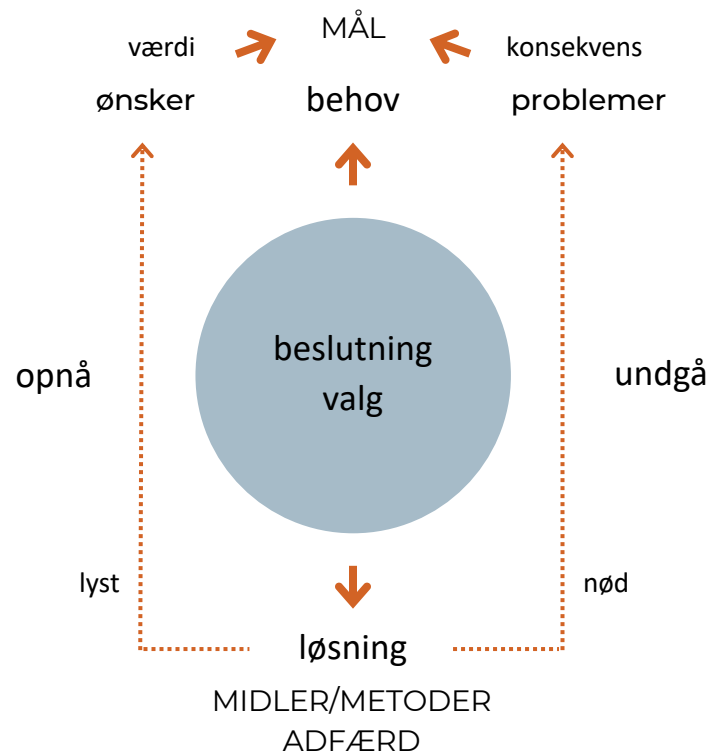 MÅL
værdi
konsekvens
ønsker
behov
problemer
beslutning
valg
opnå
undgå
lyst
nød
løsning
MIDLER/METODER
ADFÆRD